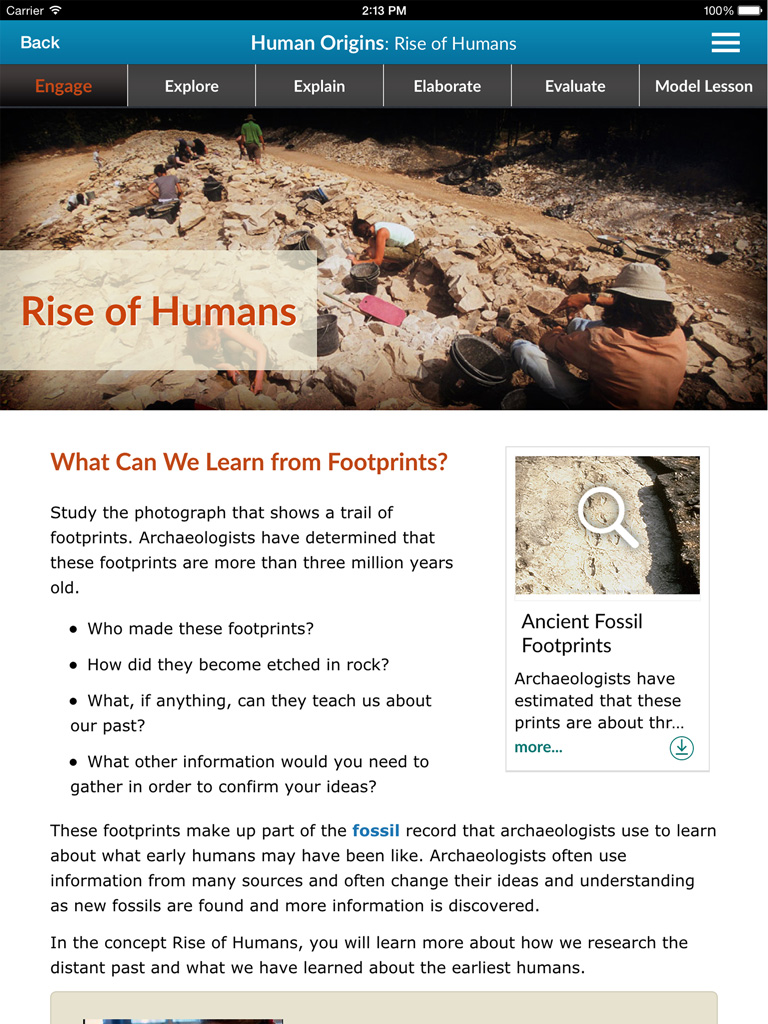 Carrier 2:13 PM 100%
Back Human Origins: Rise of Humans
Engage Explore Explain Elaborate Evaluate Model Lesson
Rise of Humans
What Can We Learn from Footprints?
Study the photograph that shows a trail of
footprints. Archaeologists have determined that
these footprints are more than three million years
old.
• Who made these footprints?
• How did they become etched in rock?
• What, if anything, can they teach us about
our past?
• What other information would you need to
gather in order to confirm your ideas?
Ancient Fossil
Footprints
Archaeologists have
estimated that these
prints are about thr...
more...
These footprints make up part of the fossil record that archaeologists use to learn
about what early humans may have been like. Archaeologists often use
information from many sources and often change their ideas and understanding
as new fossils are found and more information is discovered.
In the concept Rise of Humans, you will learn more about how we research the
distant past and what we have learned about the earliest humans.